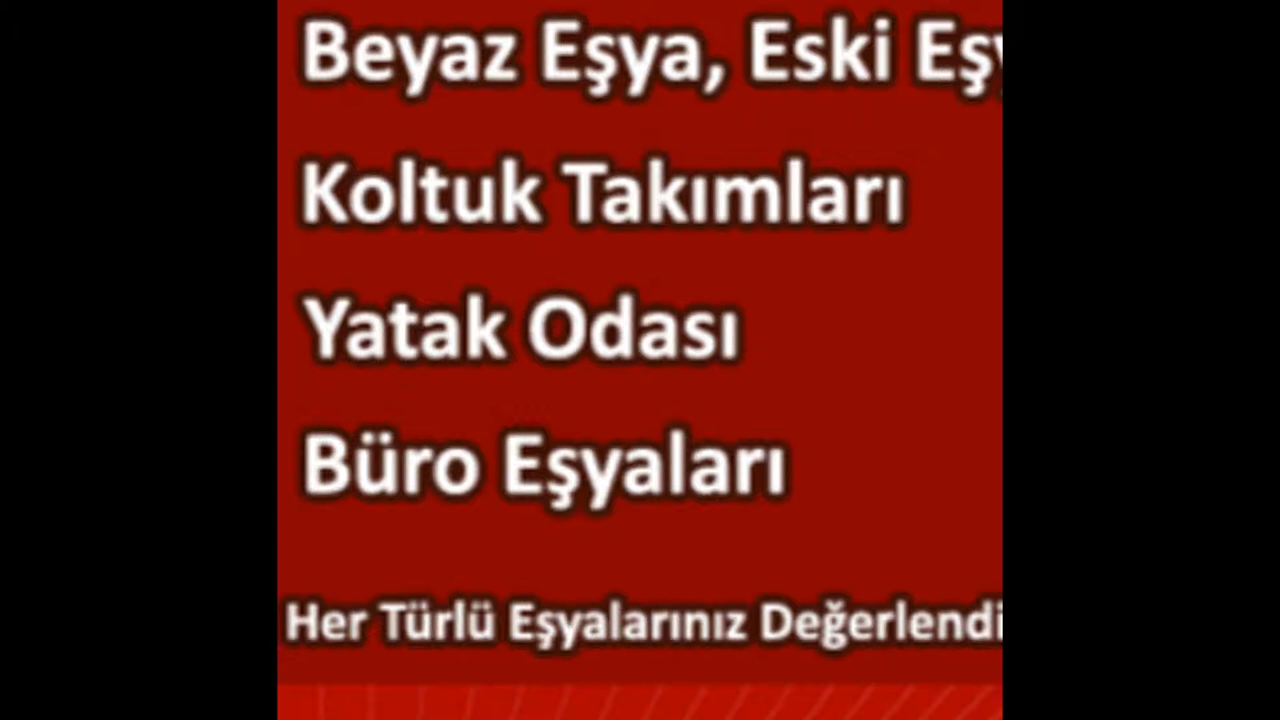 Beyaz Eşya, Eski
Koltuk Takımları
Yatak Odası
Büro Eşyaları
Her Türlü Eşyalarınız